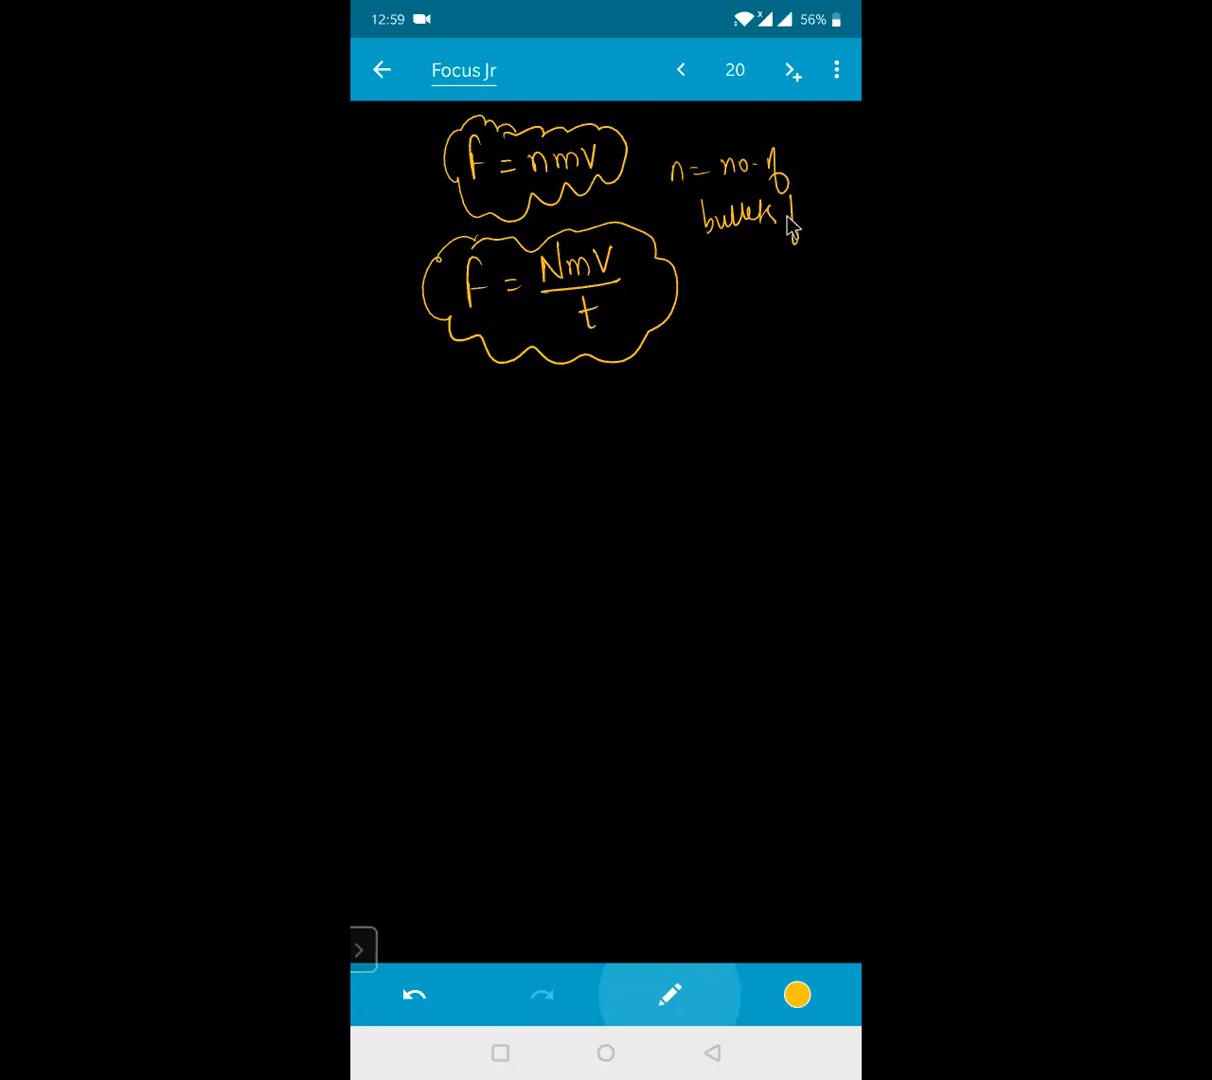 12:59 56%
Focus Jr 20
f = nmv
n = no. of
bullets
f = Nmv
t